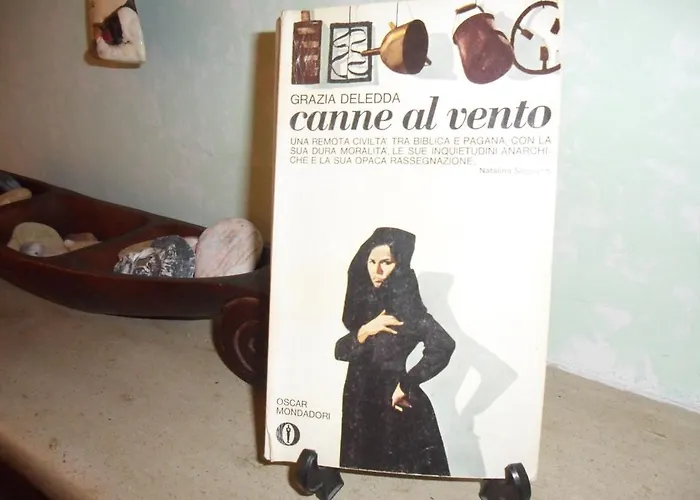 GRAZIA DELEDDA
canne al vento
UNA REMOTA CIVILTA' TRA BIBLICA E PAGANA, CON LA
SUA DURA MORALITA', LE SUE INQUIETUDINI ANARCHI-
CHE E LA SUA OPACA RASSEGNAZIONE.
OSCAR
MONDADORI